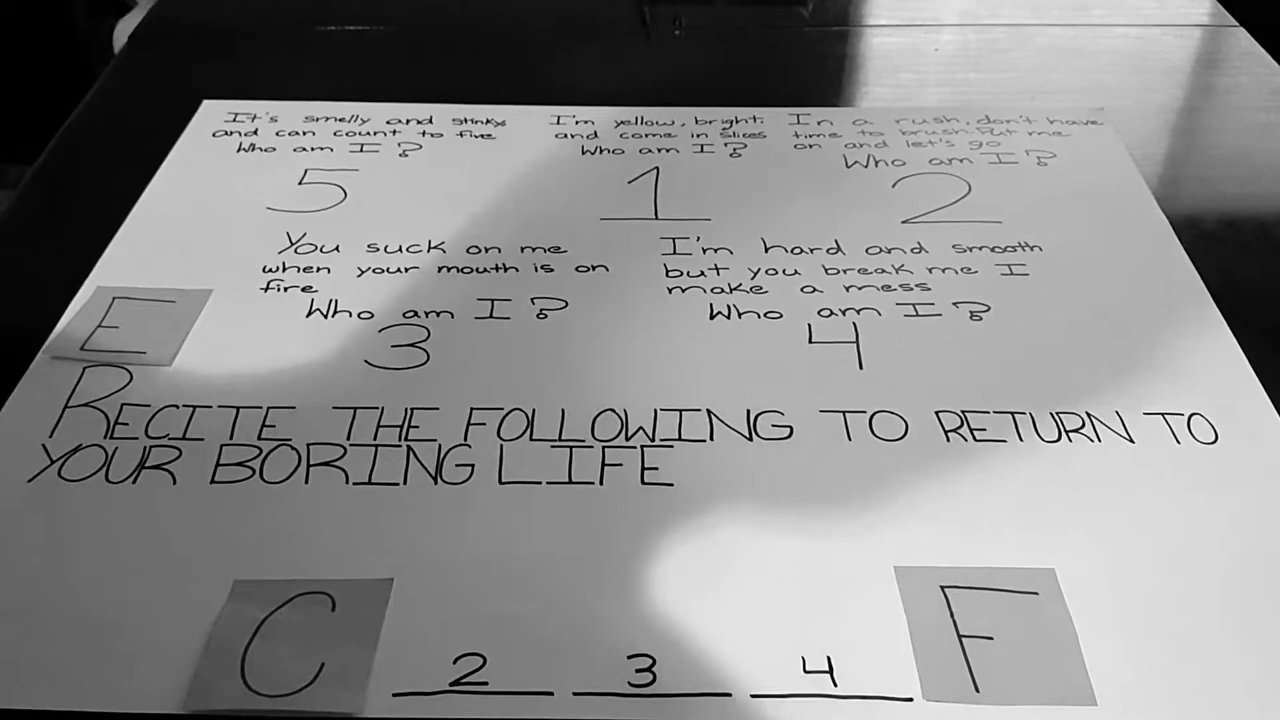 It's smelly and stinky
and can count to five
Who am I?
5
I'm yellow, bright,
and come in slices
Who am I?
1
In a rush, don't have
time to brush. Put me
on and let's go
Who am I?
2
You suck on me
when your mouth is on
fire
Who am I?
3
I'm hard and smooth
but you break me I
make a mess
Who am I?
4
E
RECITE THE FOLLOWING TO RETURN TO
YOUR BORING LIFE
C 2 3 4 F